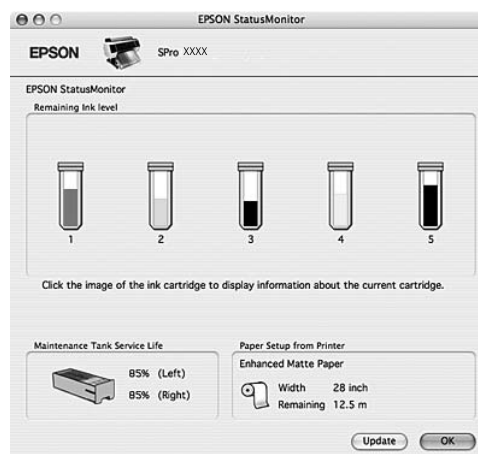 EPSON StatusMonitor
EPSON
SPro XXXX
EPSON StatusMonitor
Remaining Ink level
1 2 3 4 5
Click the image of the ink cartridge to display information about the current cartridge.
Maintenance Tank Service Life
85% (Left)
85% (Right)
Paper Setup from Printer
Enhanced Matte Paper
Width 28 inch
Remaining 12.5 m
Update OK